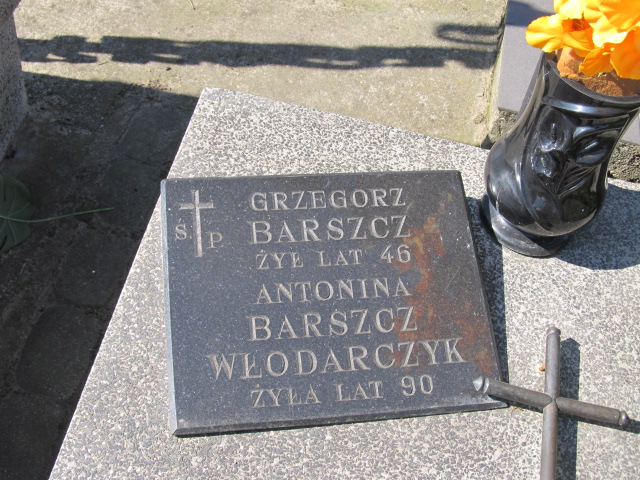 Ś P
GRZEGORZ
BARSZCZ
ŻYŁ LAT 46
ANTONINA
BARSZCZ
WŁODARCZYK
ŻYŁA LAT 90